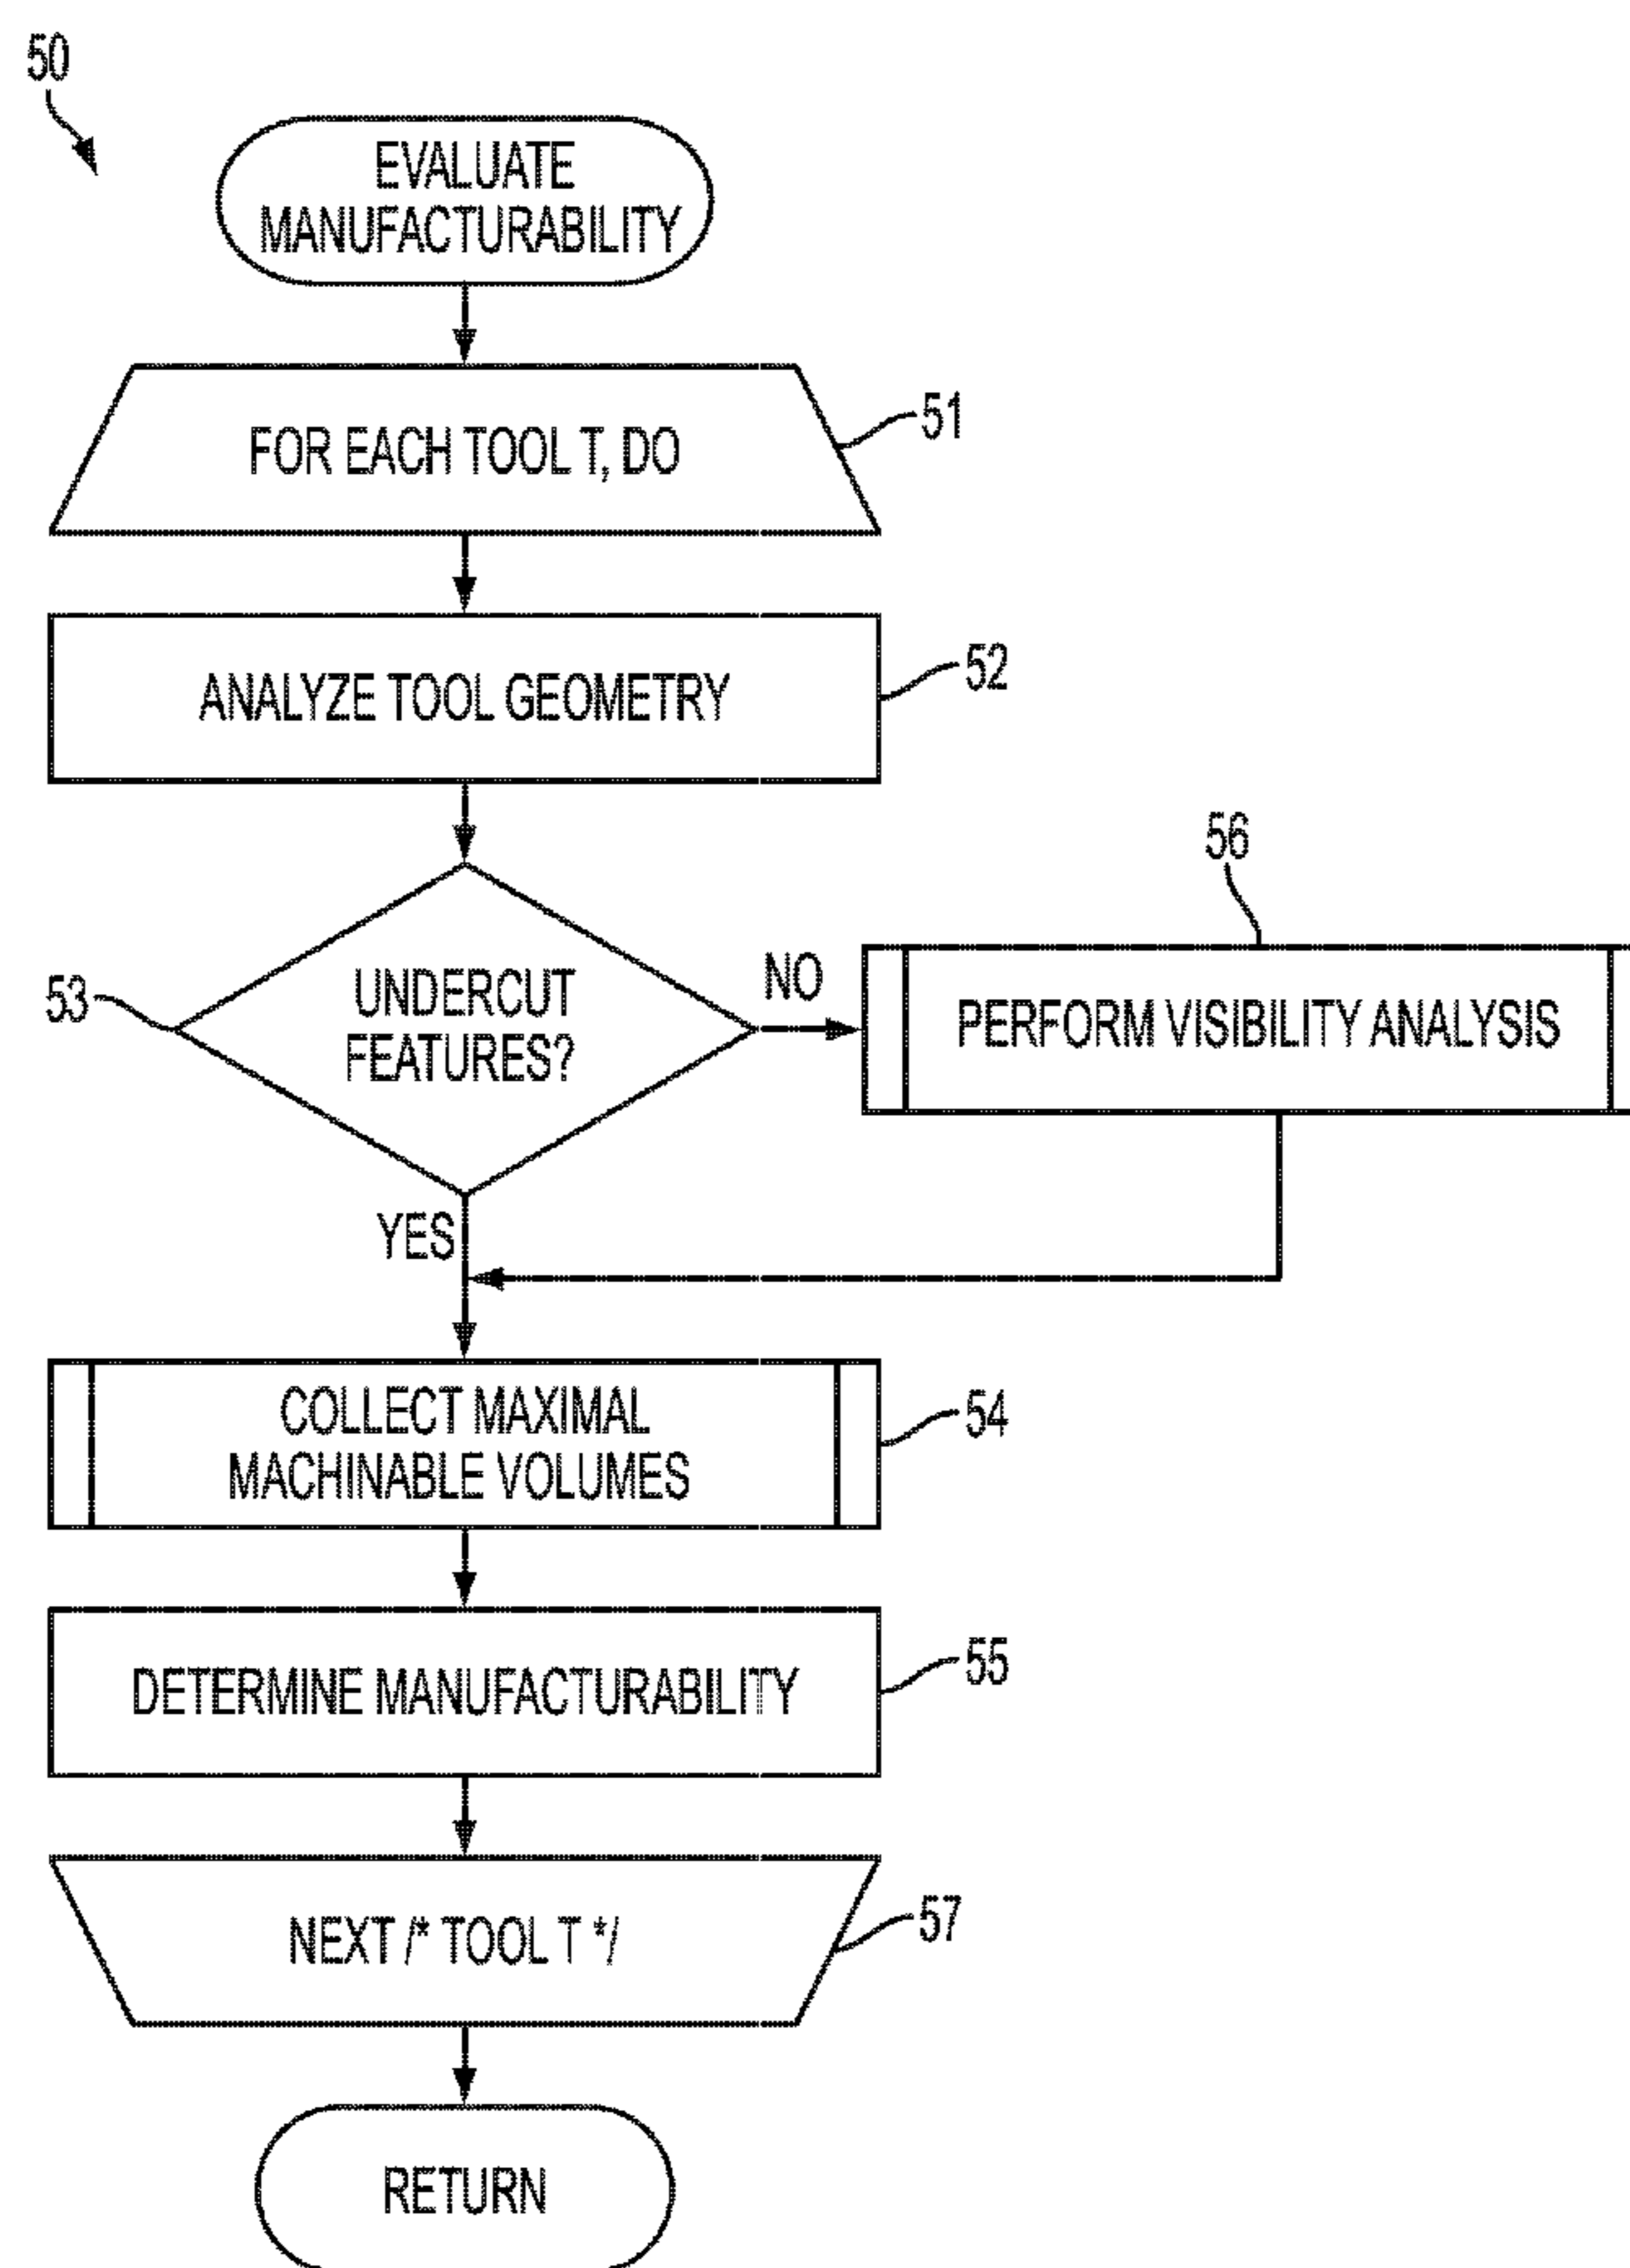 50
EVALUATE
MANUFACTURABILITY
FOR EACH TOOL T, DO
51
ANALYZE TOOL GEOMETRY
52
53
UNDERCUT
FEATURES?
NO
56
PERFORM VISIBILITY ANALYSIS
YES
COLLECT MAXIMAL
MACHINABLE VOLUMES
54
DETERMINE MANUFACTURABILITY
55
NEXT /* TOOL T */
57
RETURN